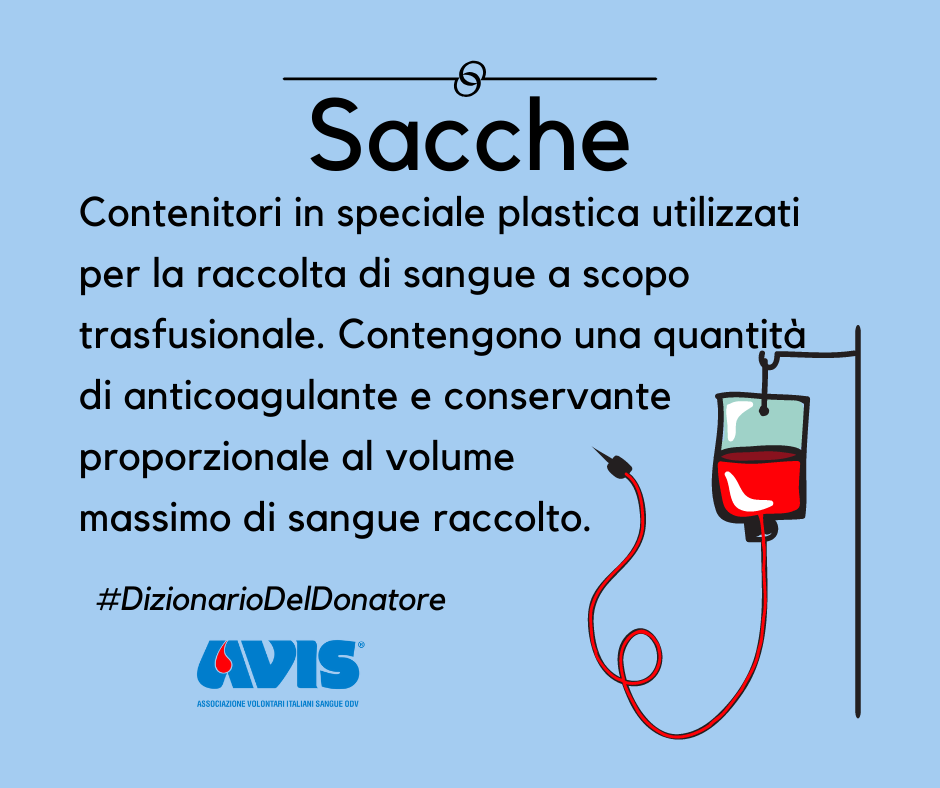 Sacche
Contenitori in speciale plastica utilizzati
per la raccolta di sangue a scopo
trasfusionale. Contengono una quantità
di anticoagulante e conservante
proporzionale al volume
massimo di sangue raccolto.
#DizionarioDelDonatore
AVIS®
ASSOCIAZIONE VOLONTARI ITALIANI SANGUE ODV